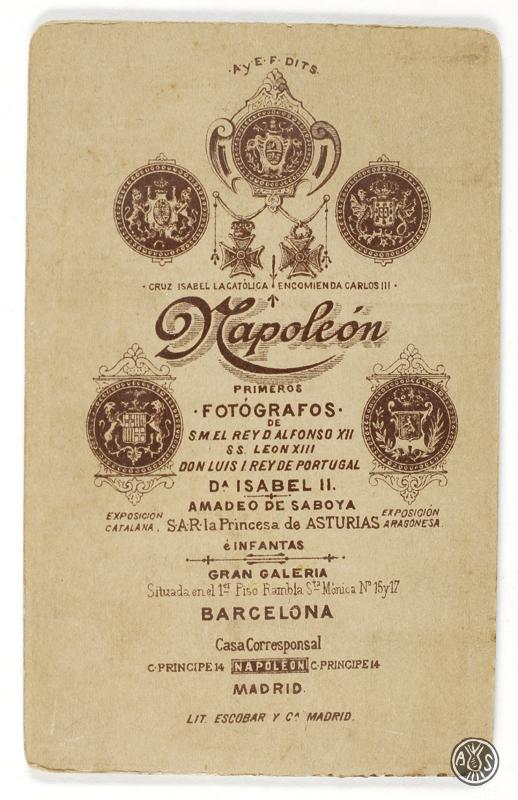 A. y E. F. DITS.
· CRUZ ISABEL LA CATÓLICA
ENCOMIENDA CARLOS III ·
Napoleón
PRIMEROS
· FOTÓGRAFOS ·
DE
S.M. EL REY D. ALFONSO XII
S.S. LEON XIII
DON LUIS I. REY DE PORTUGAL
Dª ISABEL II.
AMADEO DE SABOYA
EXPOSICION
CATALANA.
EXPOSICIÓN
ARAGONESA.
S.A.R. la Princesa de ASTURIAS
é INFANTAS
GRAN GALERIA
Situada en el 1er Piso Rambla Sta Mónica Nº 15 y 17
BARCELONA
Casa Corresponsal
C. PRINCIPE 14 NAPOLEÓN C. PRINCIPE 14
MADRID.
LIT. ESCOBAR Y Cª MADRID.
AS